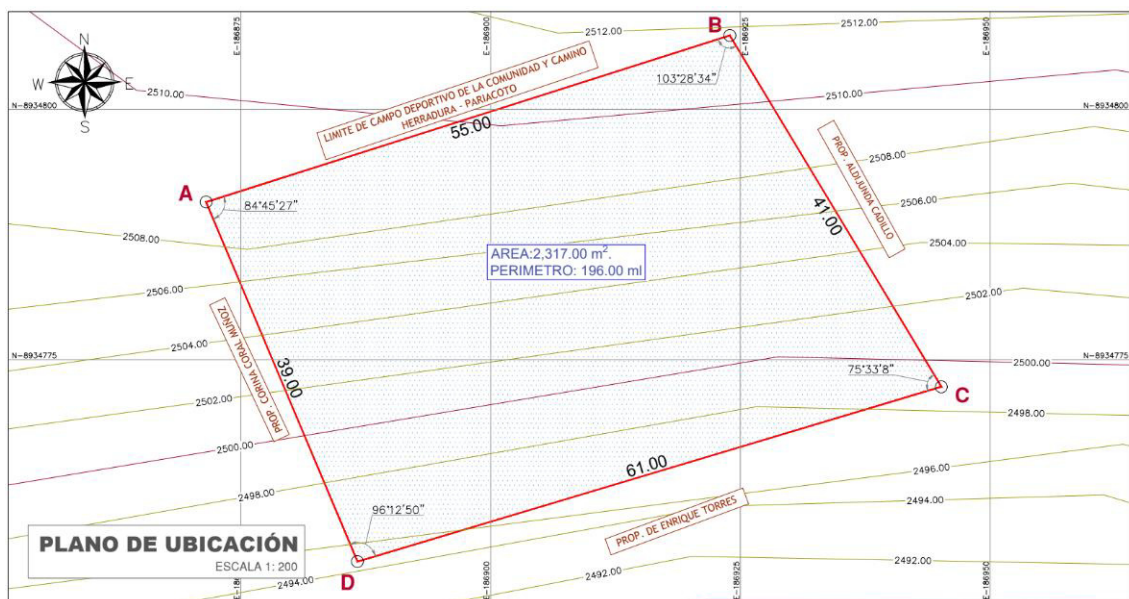 E-186875
E-186900
E-186925
E-186950
N
W
E
S
B
2512.00
2512.00
103°28'34"
2510.00
2510.00
N-8934800
N-8934800
LIMITE DE CAMPO DEPORTIVO DE LA COMUNIDAD Y CAMINO
HERRADURA - PARIACOTO
55.00
PROP. ALDIJUNDA CADILLO
2508.00
A
84°45'27"
2506.00
41.00
2508.00
AREA:2,317.00 m².
PERIMETRO: 196.00 ml
2504.00
2506.00
2502.00
PROP. CORINA CORAL MUÑOZ
2504.00
N-8934775
N-8934775
39.00
2500.00
75°33'8"
C
2502.00
2498.00
2500.00
61.00
2496.00
2498.00
2494.00
96°12'50"
PROP. DE ENRIQUE TORRES
PLANO DE UBICACIÓN
ESCALA 1: 200
D
2494.00
2492.00
2492.00
E-186875
E-186900
E-186925
E-186950